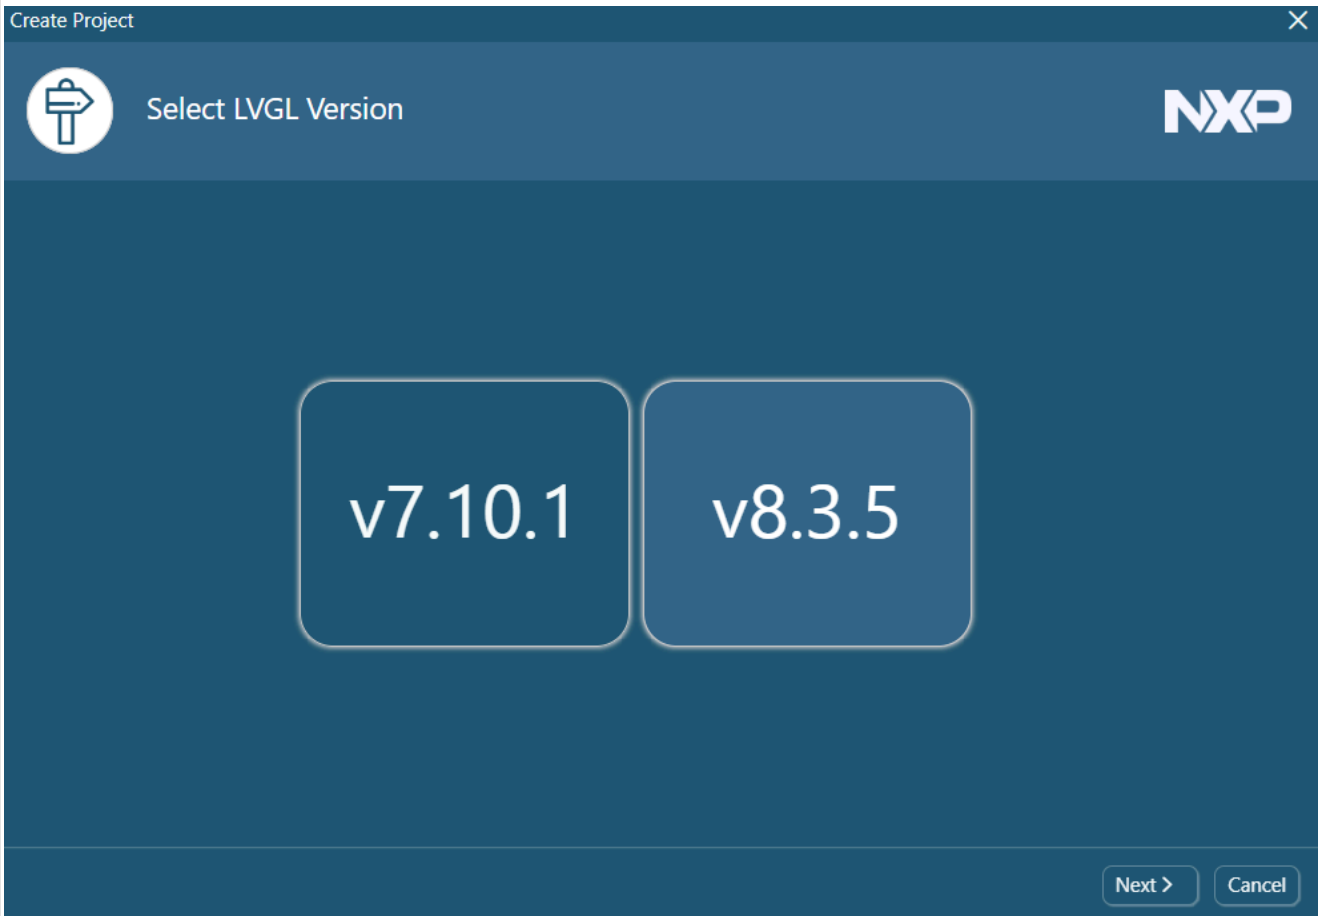 Create Project
Select LVGL Version
NXP
v7.10.1
v8.3.5
Next
Cancel